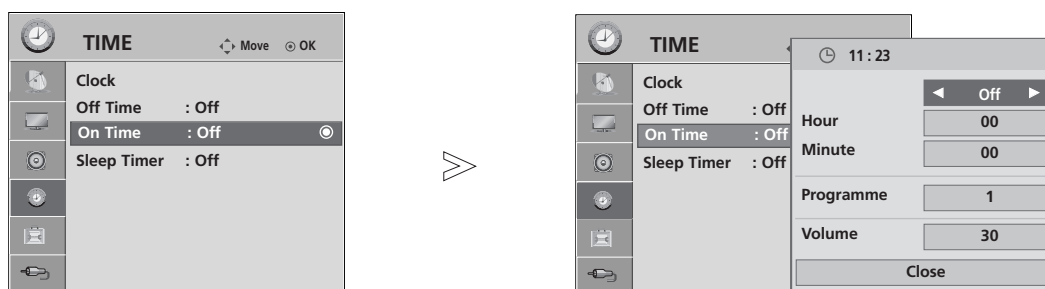 TIME Move OK
Clock
Off Time : Off
On Time : Off
Sleep Timer : Off
TIME
Clock
Off Time : Off
On Time : Off
Sleep Timer : Off
11 : 23
Off
Hour 00
Minute 00
Programme 1
Volume 30
Close